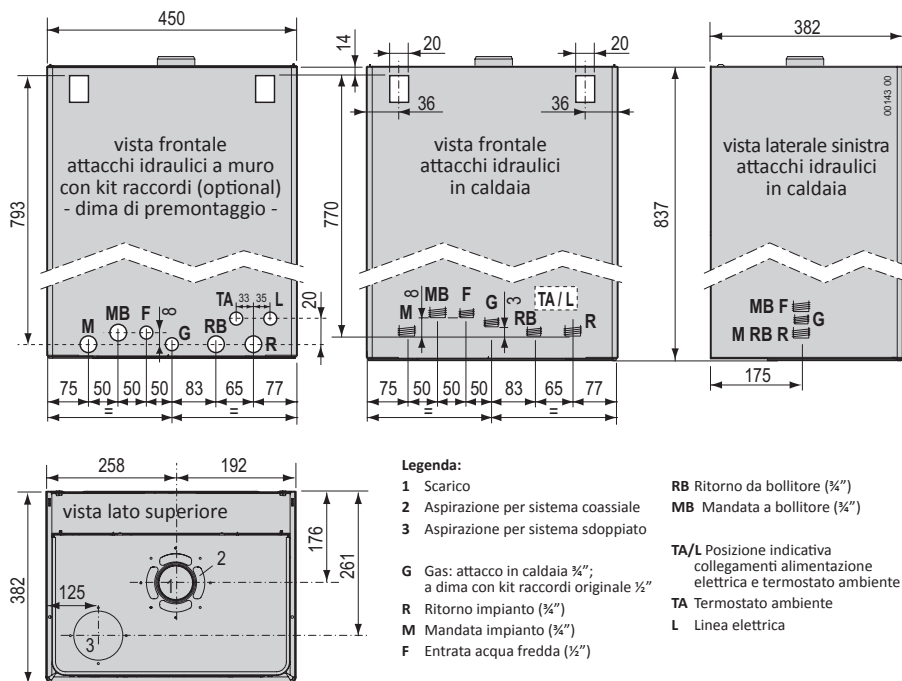 450
14
20
20
382
36
36
00143 00
vista frontale
attacchi idraulici a muro
con kit raccordi (optional)
- dima di premontaggio -
vista frontale
attacchi idraulici
in caldaia
vista laterale sinistra
attacchi idraulici
in caldaia
793
770
837
M MB F 8 G TA 33 35 L RB R 20
M 8 MB F G 3 RB TA / L R
MB F
G
M RB R
75 50 50 50 83 65 77
= =
75 50 50 50 83 65 77
= =
175
258 192
vista lato superiore
382
125
1
2
3
176
261
Legenda:
1 Scarico
2 Aspirazione per sistema coassiale
3 Aspirazione per sistema sdoppiato
G Gas: attacco in caldaia ¾”;
a dima con kit raccordi originale ½”
R Ritorno impianto (¾”)
M Mandata impianto (¾”)
F Entrata acqua fredda (½”)
RB Ritorno da bollitore (¾”)
MB Mandata a bollitore (¾”)
TA/L Posizione indicativa
collegamenti alimentazione
elettrica e termostato ambiente
TA Termostato ambiente
L Linea elettrica